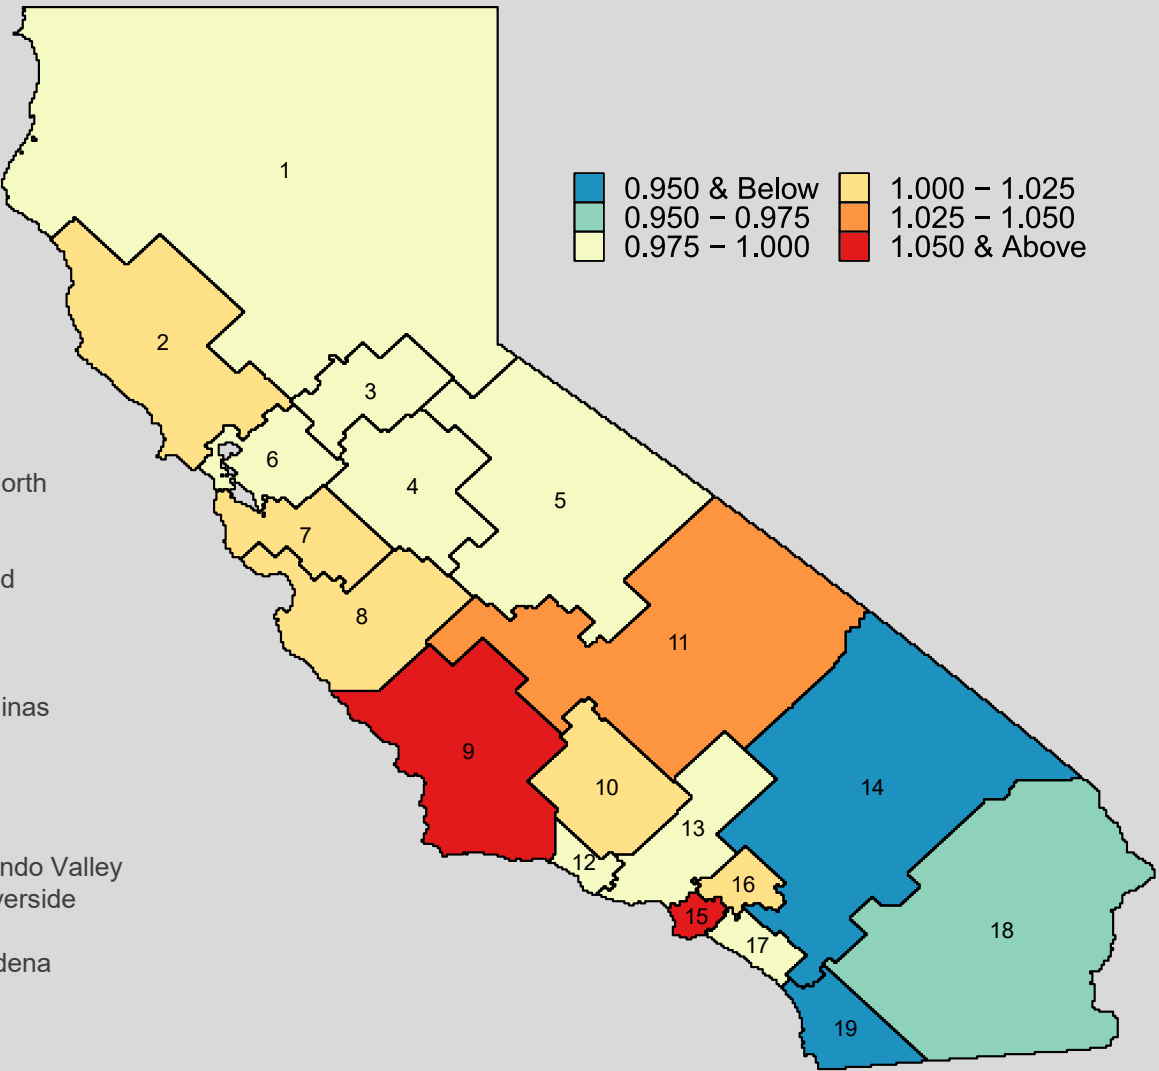 1
0.950 & Below
0.950 − 0.975
0.975 − 1.000
1.000 − 1.025
1.025 − 1.050
1.050 & Above
2
3
6
4
5
orth
7
d
8
11
inas
9
10
14
13
12
ndo Valley
verside
16
15
18
17
dena
19